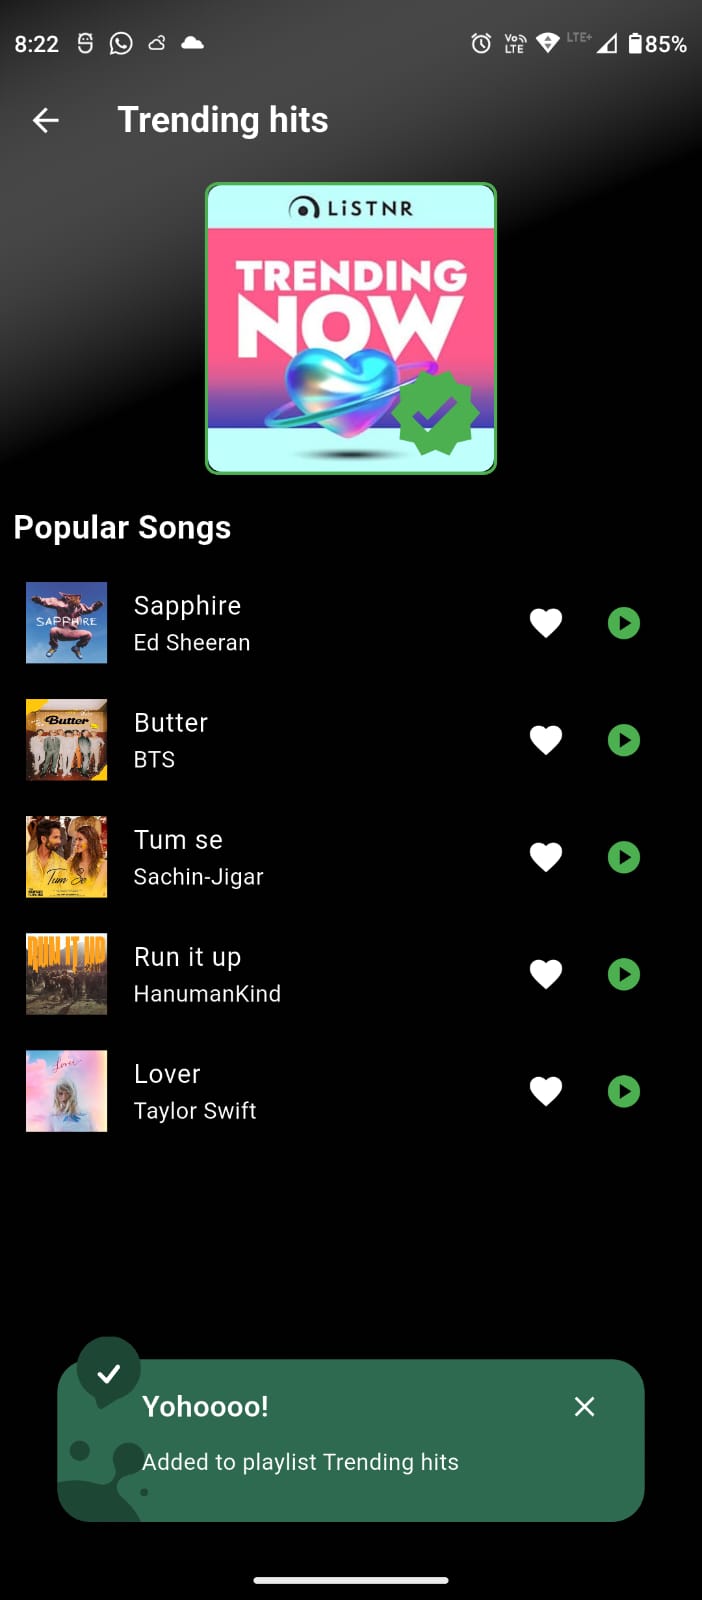 8:22
Vo
LTE
LTE+
85%
Trending hits
LiSTNR
TRENDING
NOW
Popular Songs
SAPPHIRE
Sapphire
Ed Sheeran
Butter
Butter
BTS
Tum Se
Tum se
Sachin-Jigar
RUN IT UP
Run it up
HanumanKind
Lover
Lover
Taylor Swift
Yohoooo!
Added to playlist Trending hits